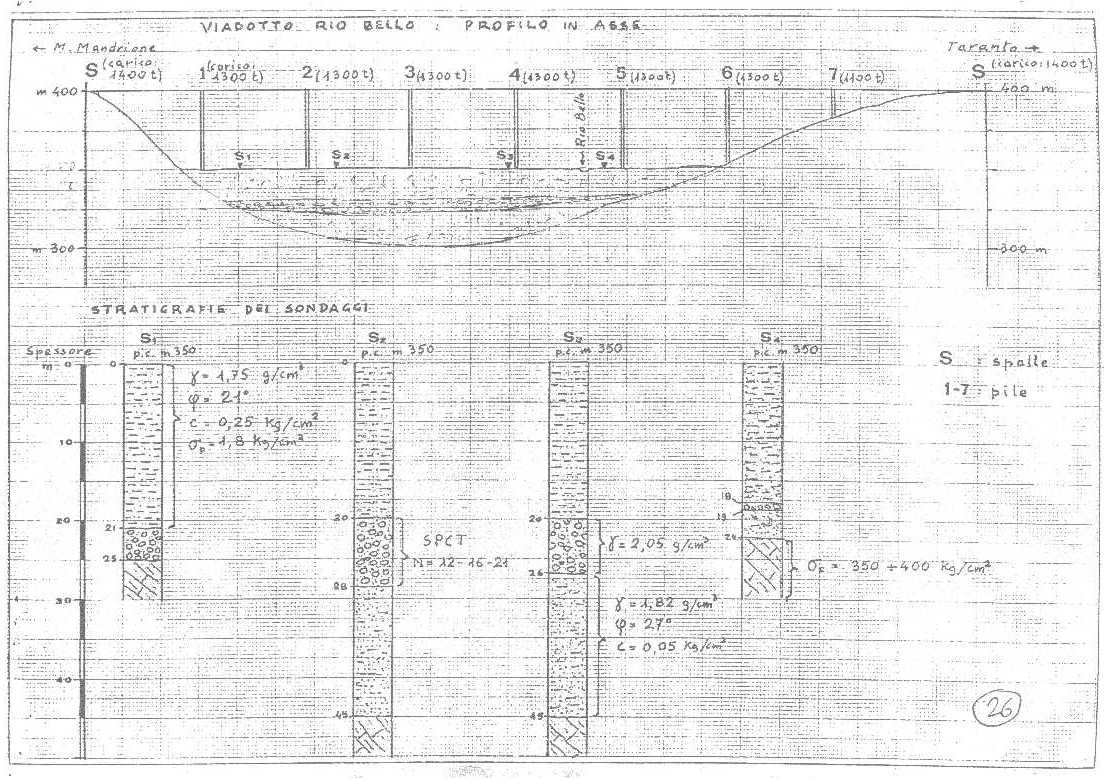 VIADOTTO RIO BELLO : PROFILO IN ASSE
← M. Mandrione
Taranto →
S (carico: 1400 t)
1 (carico: 1300 t)
2 (1300 t)
3 (1300 t)
4 (1300 t)
5 (1300 t)
6 (1300 t)
7 (1100 t)
S (carico: 1400 t)
m 400
400 m
← Rio Bello
S1
S2
S3
S4
m 300
300 m
STRATIGRAFIE DEI SONDAGGI
S1
S2
S3
S4
Spessore
p.c. m 350
p.c. m 350
p.c. m 350
p.c. m 350
S : spalle
1-7 : pile
m 0
10
20
30
40
0
21
25
γ = 1,75 g/cm³
φ = 21°
c = 0,25 Kg/cm²
= 1,8 Kg/cm²
0
20
28
45
SPCT
N = 12-16-21
20
26
45
γ = 2,05 g/cm³
γ = 1,82 g/cm³
φ = 27°
c = 0,05 Kg/cm²
18
19
= 350 ÷ 400 Kg/cm²
26